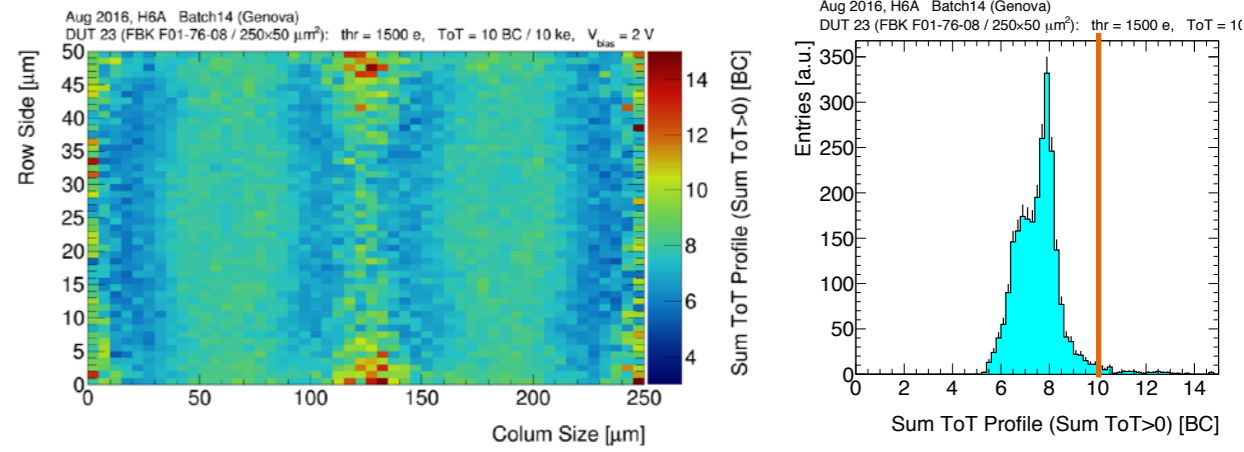 Aug 2016, H6A Batch14 (Genova)
DUT 23 (FBK F01-76-08 / 250×50 μm²): thr = 1500 e, ToT = 10 BC / 10 ke, V_bias = 2 V
Row Side [μm]
50
45
40
35
30
25
20
15
10
5
0
0 50 100 150 200 250
Colum Size [μm]
14
12
10
8
6
4
Sum ToT Profile (Sum ToT>0) [BC]
Aug 2016, H6A Batch14 (Genova)
DUT 23 (FBK F01-76-08 / 250×50 μm²): thr = 1500 e, ToT = 10
Entries [a.u.]
350
300
250
200
150
100
50
0
0 2 4 6 8 10 12 14
Sum ToT Profile (Sum ToT>0) [BC]